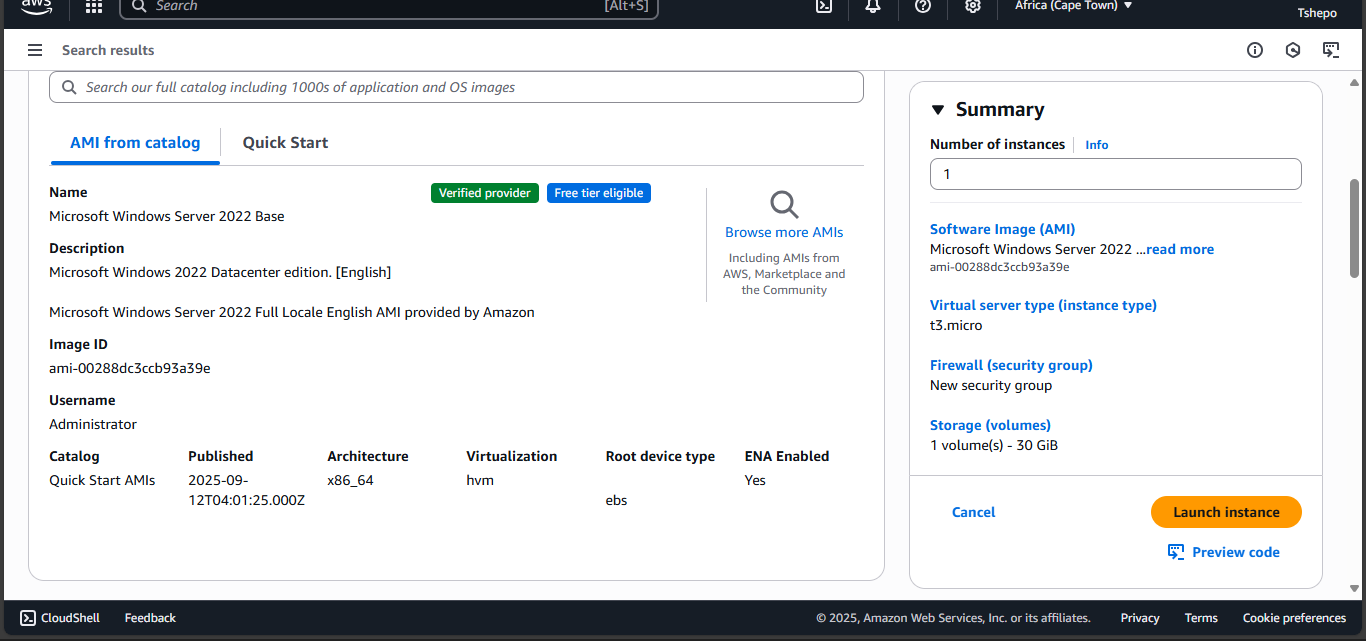 aws
Search
[Alt+S]
Africa (Cape Town)
Tshepo
Search results
Search our full catalog including 1000s of application and OS images
AMI from catalog
Quick Start
Name
Verified provider
Free tier eligible
Microsoft Windows Server 2022 Base
Description
Microsoft Windows 2022 Datacenter edition. [English]
Microsoft Windows Server 2022 Full Locale English AMI provided by Amazon
Image ID
ami-00288dc3ccb93a39e
Username
Administrator
Catalog
Published
Architecture
Virtualization
Root device type
ENA Enabled
Quick Start AMIs
2025-09-
12T04:01:25.000Z
x86_64
hvm
ebs
Yes
Browse more AMIs
Including AMIs from
AWS, Marketplace and
the Community
Summary
Number of instances
Info
1
Software Image (AMI)
Microsoft Windows Server 2022 ...read more
ami-00288dc3ccb93a39e
Virtual server type (instance type)
t3.micro
Firewall (security group)
New security group
Storage (volumes)
1 volume(s) - 30 GiB
Cancel
Launch instance
Preview code
CloudShell
Feedback
© 2025, Amazon Web Services, Inc. or its affiliates.
Privacy
Terms
Cookie preferences